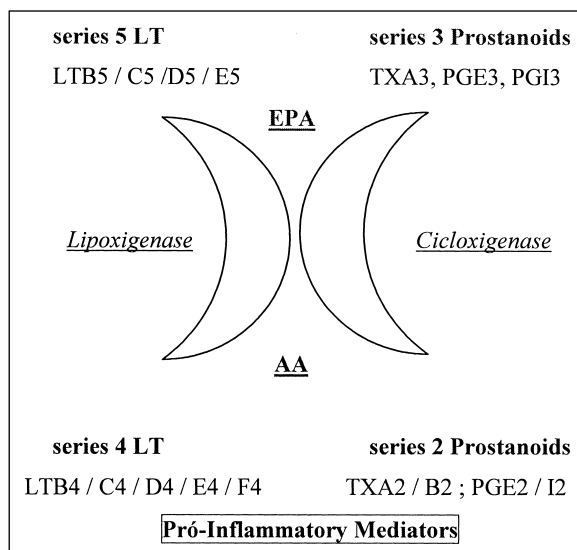 series 5 LT
series 3 Prostanoids
LTB5 / C5 /D5 / E5
TXA3, PGE3, PGI3
EPA
Lipoxigenase
Cicloxigenase
AA
series 4 LT
series 2 Prostanoids
LTB4 / C4 / D4 / E4 / F4
TXA2 / B2 ; PGE2 / I2
Pró-Inflammatory Mediators